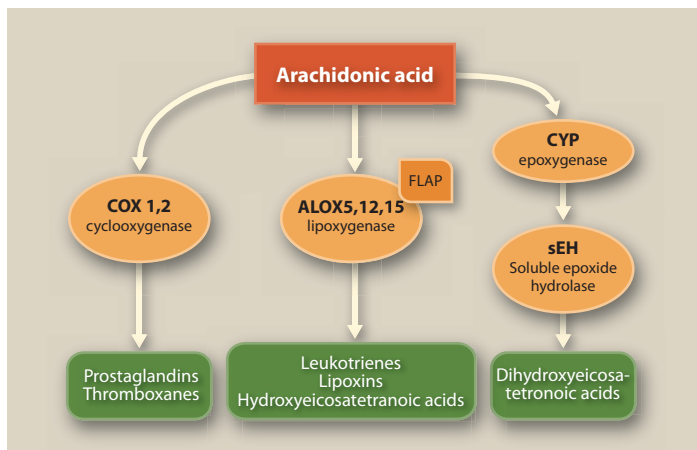 Arachidonic acid
CYP
epoxygenase
FLAP
COX 1,2
cyclooxygenase
ALOX5,12,15
lipoxygenase
sEH
Soluble epoxide
hydrolase
Prostaglandins
Thromboxanes
Leukotrienes
Lipoxins
Hydroxyeicosatetranoic acids
Dihydroxyeicosa-
tetronoic acids